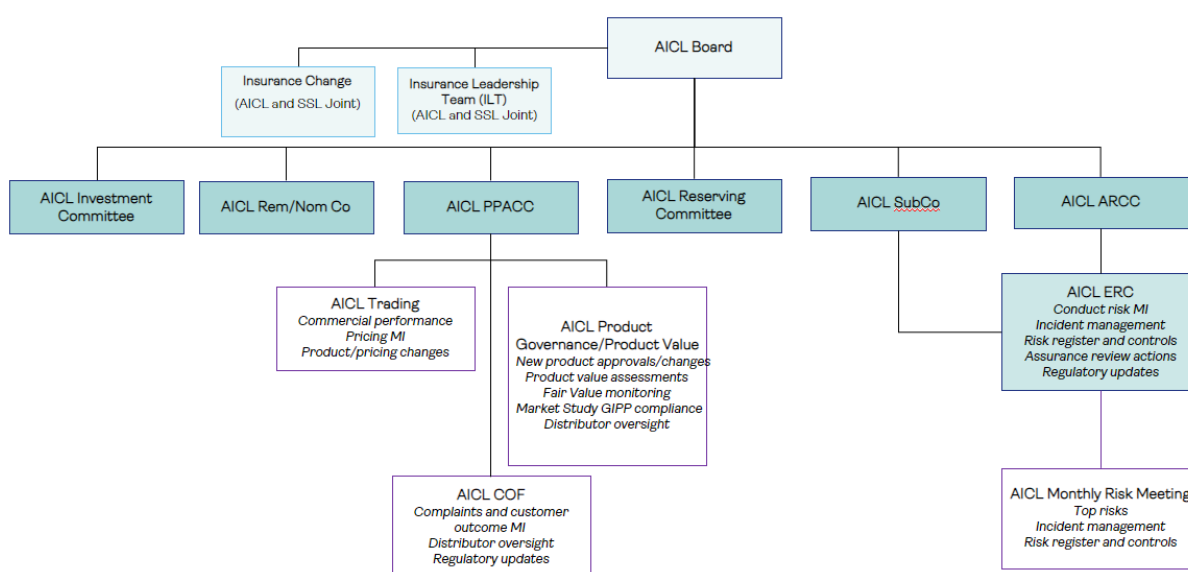 AICL Board
Insurance Change
(AICL and SSL Joint)
Insurance Leadership
Team (ILT)
(AICL and SSL Joint)
AICL Investment
Committee
AICL Rem/Nom Co
AICL PPACC
AICL Reserving
Committee
AICL SubCo
AICL ARCC
AICL Trading
Commercial performance
Pricing MI
Product/pricing changes
AICL Product
Governance/Product Value
New product approvals/changes
Product value assessments
Fair Value monitoring
Market Study GIPP compliance
Distributor oversight
AICL ERC
Conduct risk MI
Incident management
Risk register and controls
Assurance review actions
Regulatory updates
AICL COF
Complaints and customer
outcome MI
Distributor oversight
Regulatory updates
AICL Monthly Risk Meeting
Top risks
Incident management
Risk register and controls